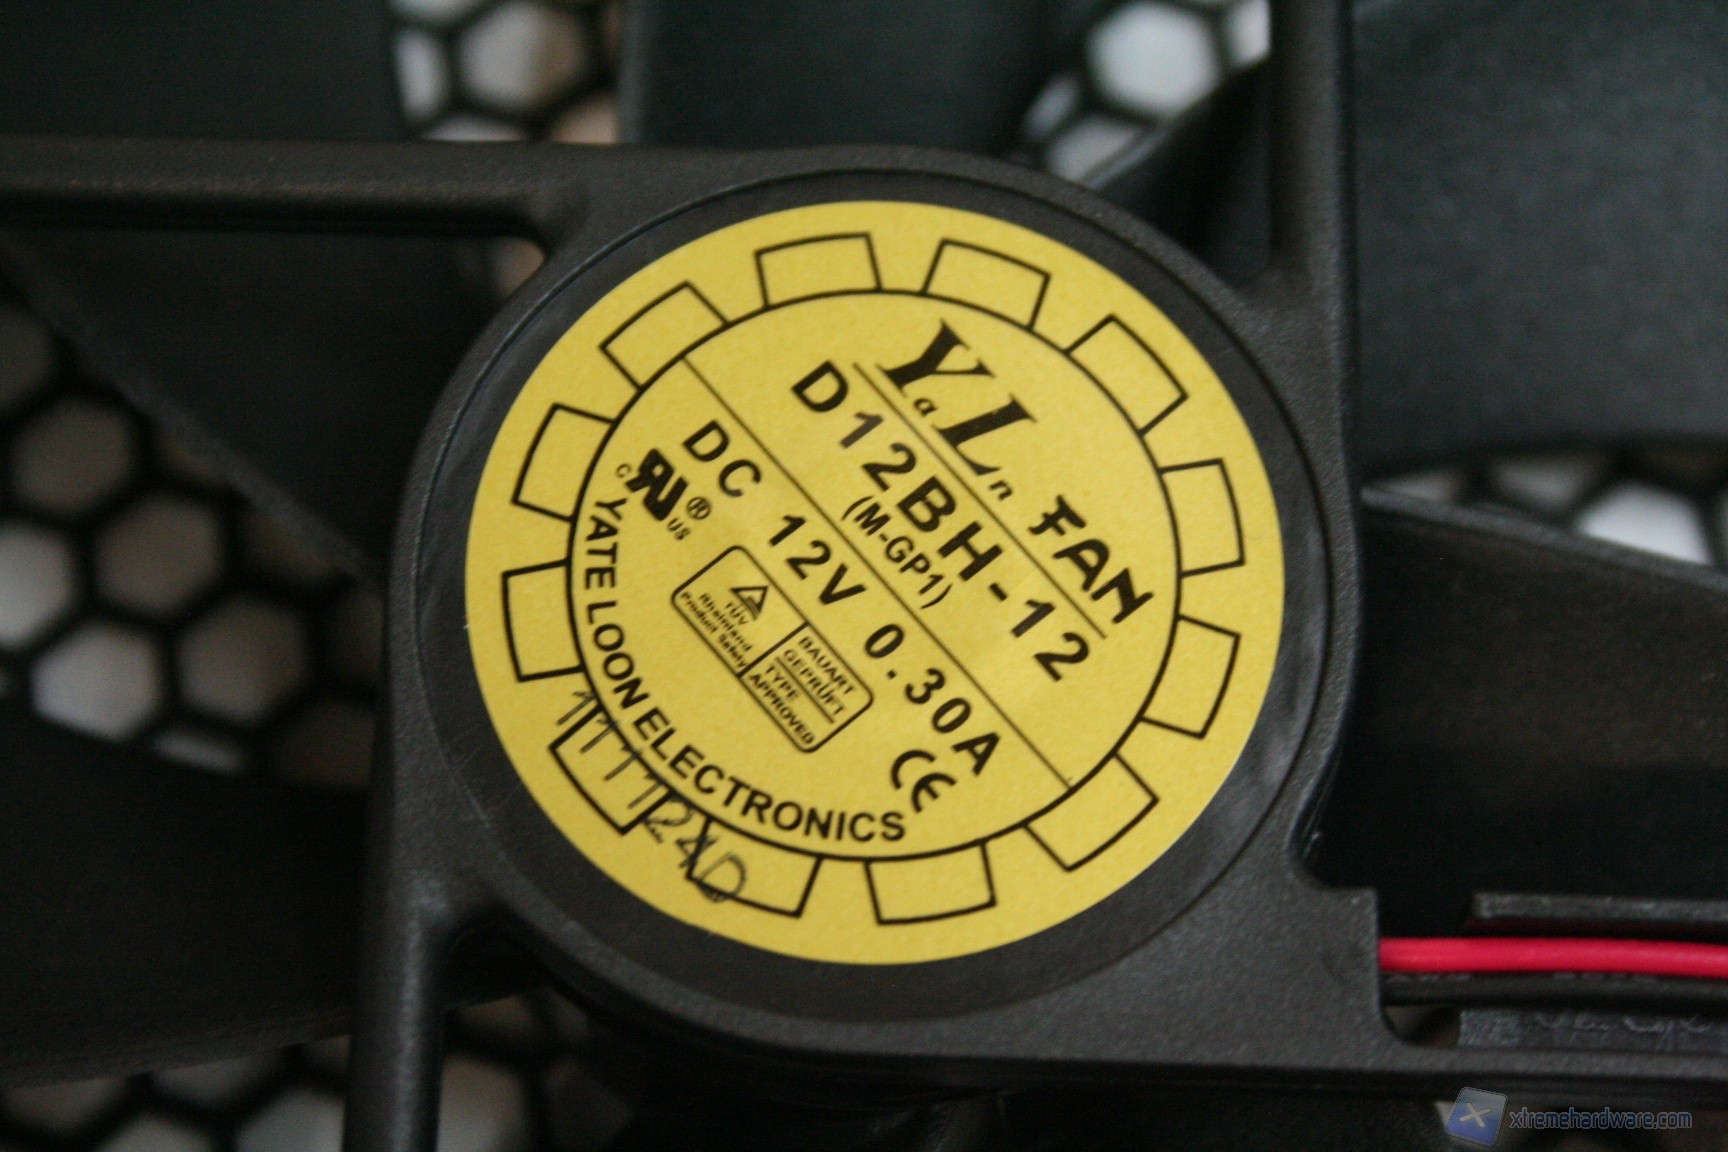 YaLn FAN
D12BH-12
(M-GP1)
DC 12V 0.30A
c RU ® US
TÜV
Rheinland
Product Safety
BAUART
GEPRÜFT
TYPE
APPROVED
CE
YATE LOON ELECTRONICS
xtremehardware.com